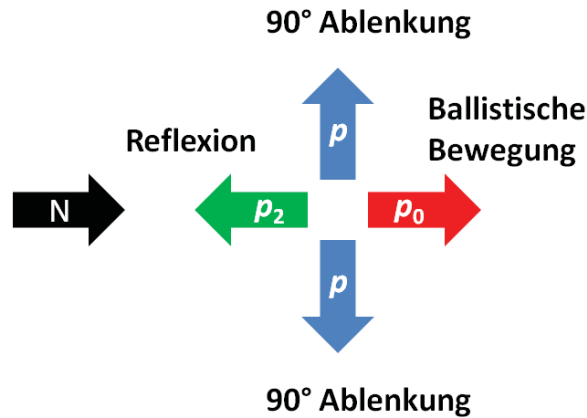 90° Ablenkung
Ballistische
Bewegung
Reflexion
p
N
p₂
p₀
p
90° Ablenkung